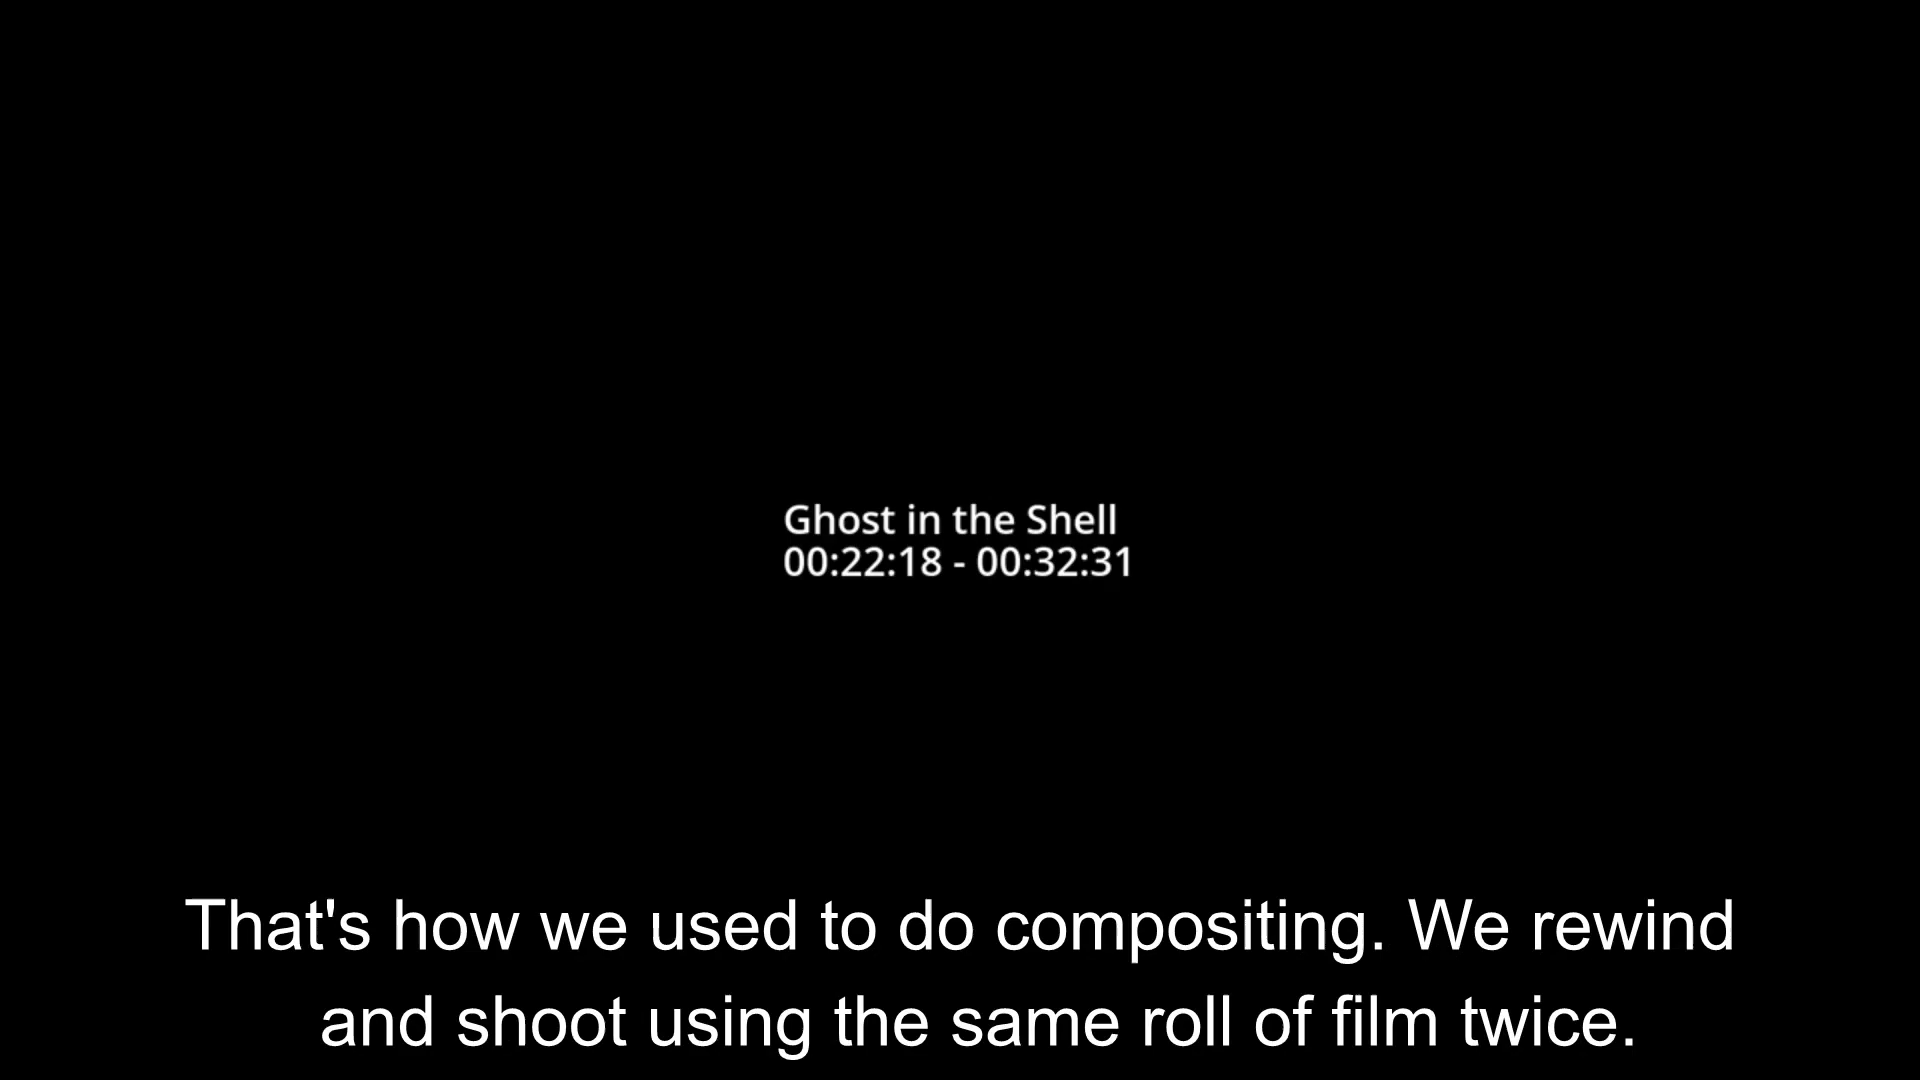 Ghost in the Shell
00:22:18 - 00:32:31
That's how we used to do compositing. We rewind
and shoot using the same roll of film twice.